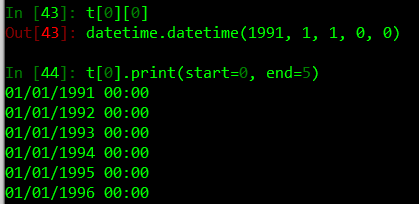 In [43]: t[0][0]
Out[43]: datetime.datetime(1991, 1, 1, 0, 0)
In [44]: t[0].print(start=0, end=5)
01/01/1991 00:00
01/01/1992 00:00
01/01/1993 00:00
01/01/1994 00:00
01/01/1995 00:00
01/01/1996 00:00